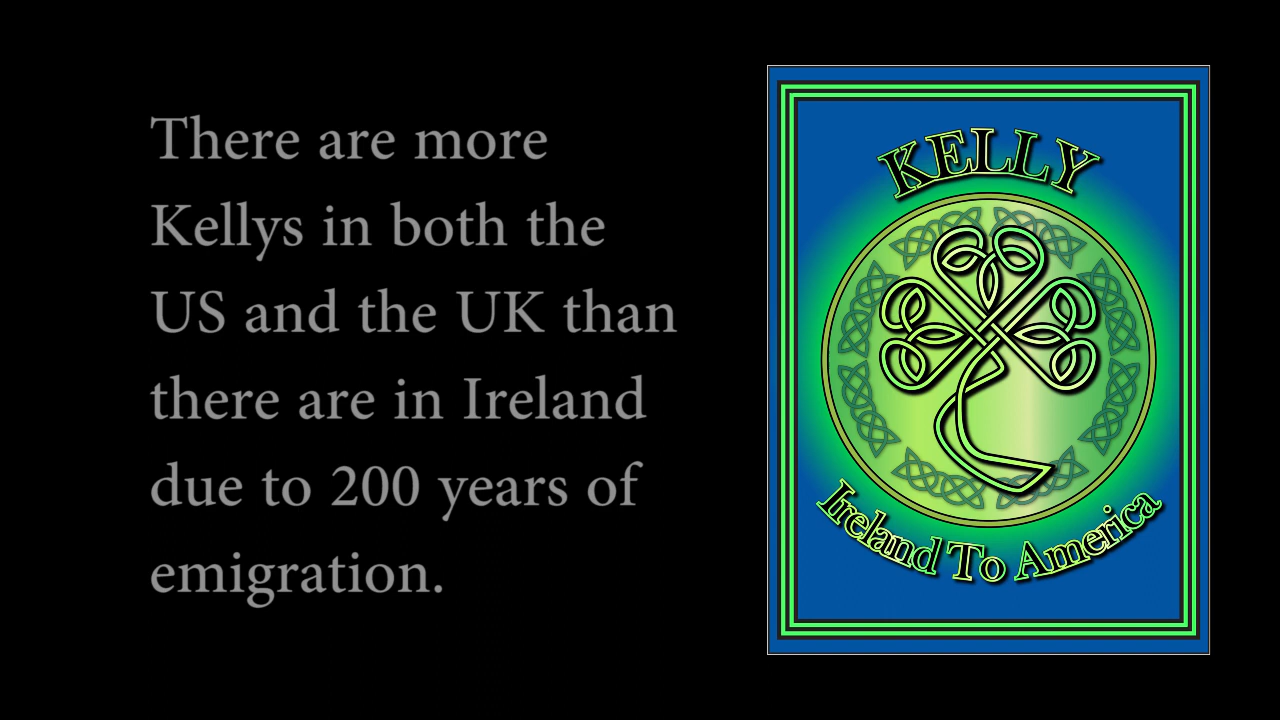 There are more
Kellys in both the
US and the UK than
there are in Ireland
due to 200 years of
emigration.
KELLY
Ireland To America